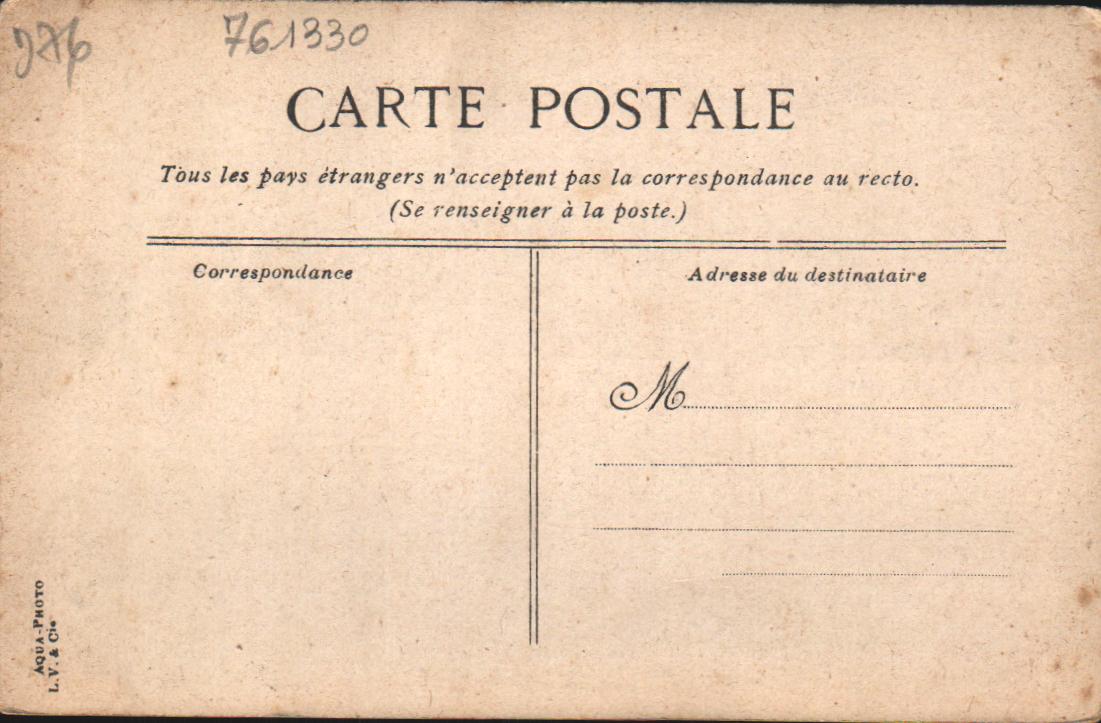 761330
CARTE POSTALE
Tous les pays étrangers n'acceptent pas la correspondance au recto.
(Se renseigner à la poste.)
Correspondance
Adresse du destinataire
M
AQUA-PHOTO
L.V. & Cie